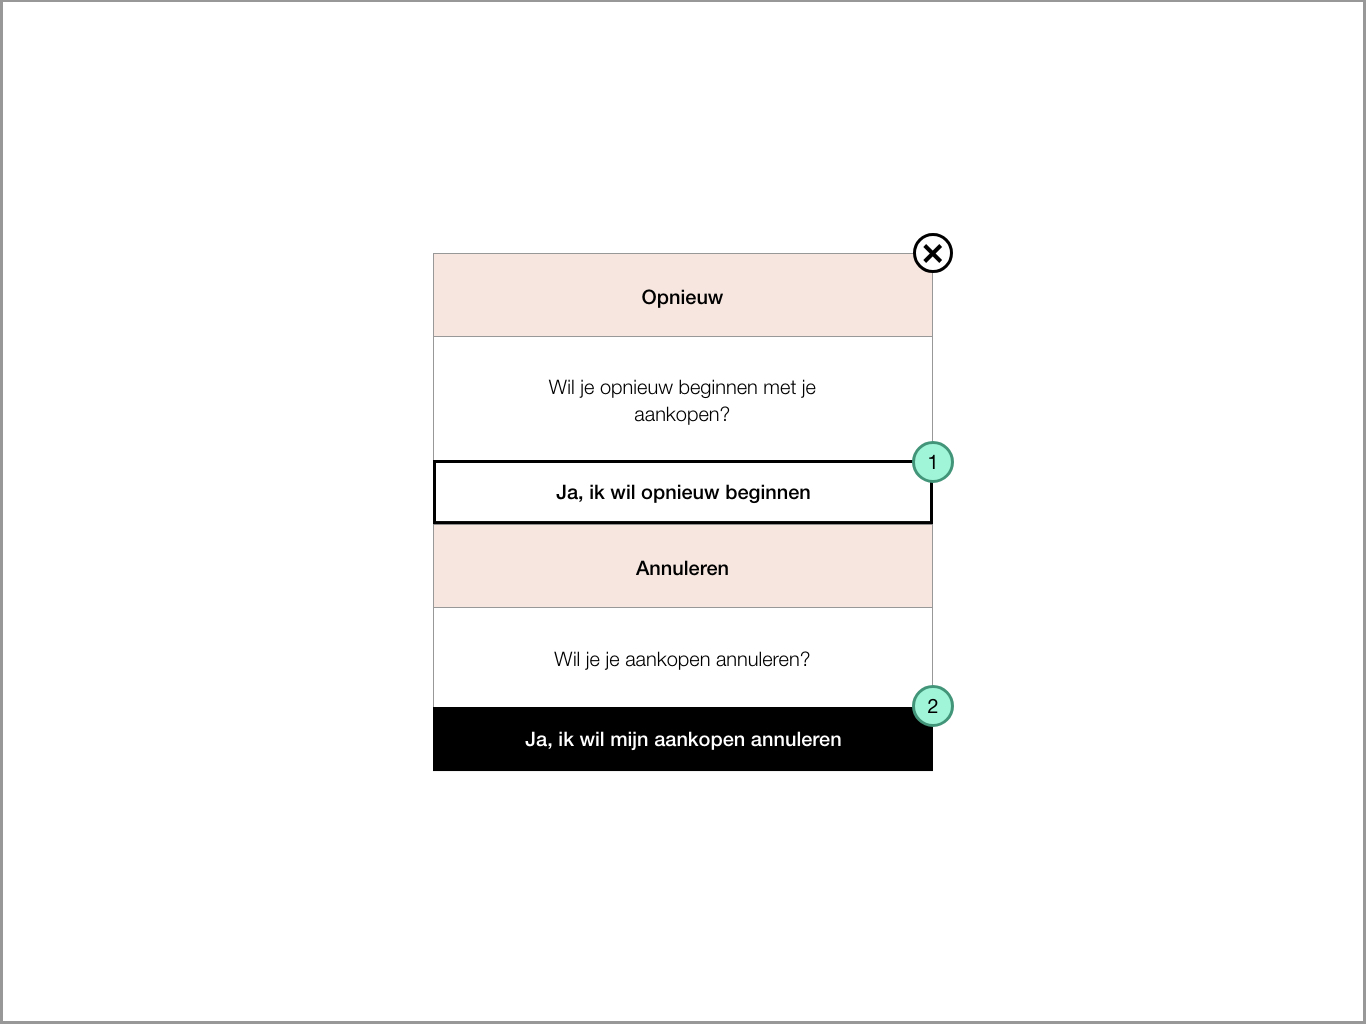 Opnieuw
Wil je opnieuw beginnen met je
aankopen?
1
Ja, ik wil opnieuw beginnen
Annuleren
Wil je je aankopen annuleren?
2
Ja, ik wil mijn aankopen annuleren